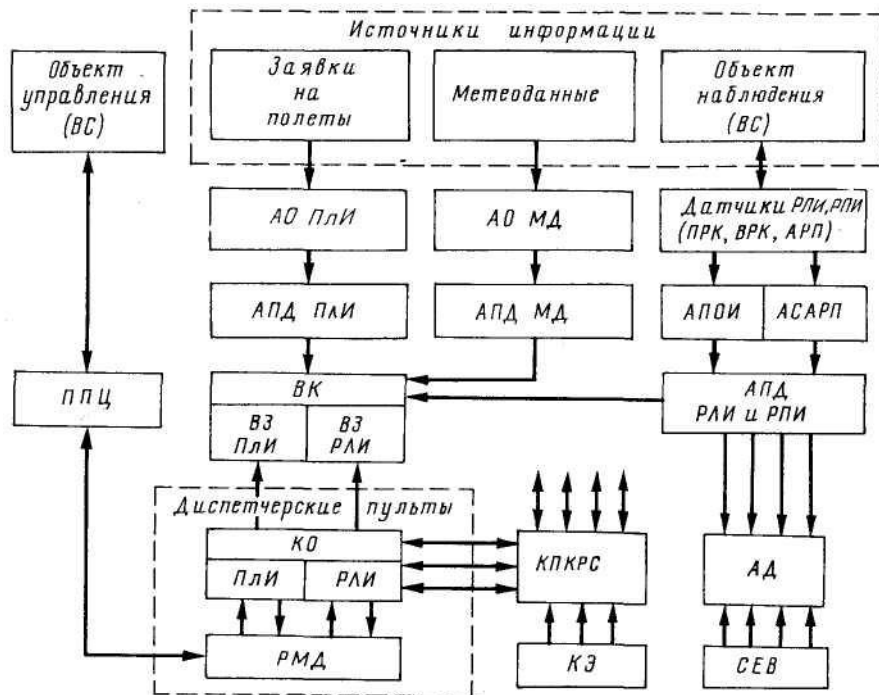 Источники информации
Объект
управления
(ВС)
Заявки
на
полеты
Метеоданные
Объект
наблюдения
(ВС)
АО ПлИ
АО МД
Датчики РЛИ, РПИ
(ПРК, ВРК, АРП)
АПД ПлИ
АПД МД
АПОИ
АСАРП
ППЦ
ВК
ВЗ
ПлИ
ВЗ
РЛИ
АПД
РЛИ и РПИ
Диспетчерские пульты
КО
ПлИ
РЛИ
КПКРС
АД
РМД
КЭ
СЕВ